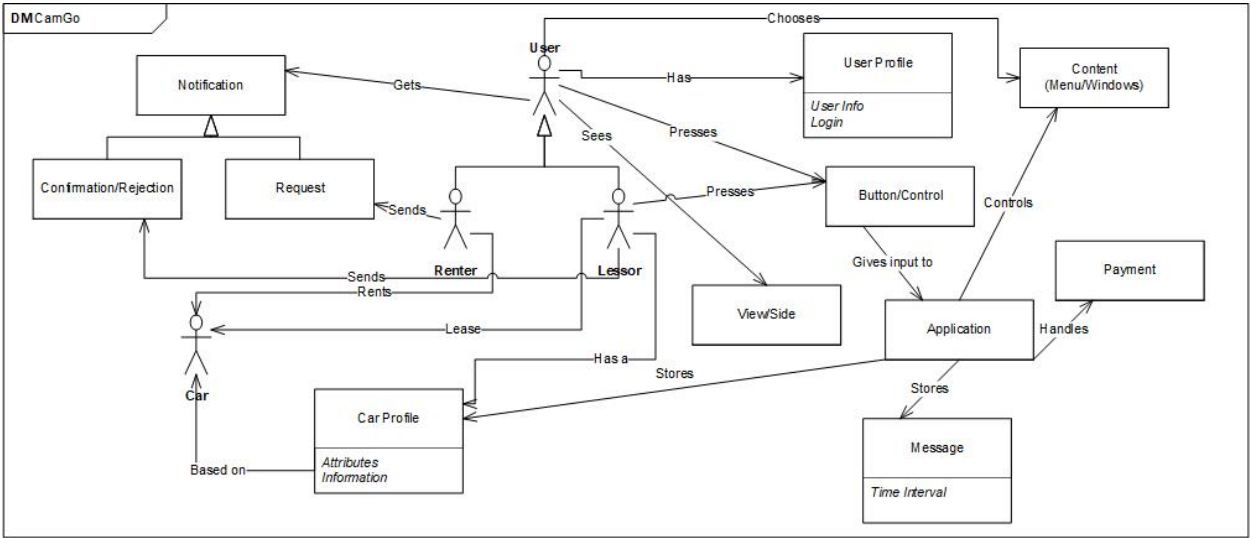 DM CamGo
Chooses
User
Notification
Gets
Has
User Profile
User Info
Login
Content
(Menu/Windows)
Sees
Presses
Confirmation/Rejection
Request
Sends
Presses
Button/Control
Controls
Renter
Lessor
Gives input to
Sends
Rents
Payment
View/Side
Application
Handles
Lease
Has a
Stores
Stores
Car
Car Profile
Attributes
Information
Based on
Message
Time Interval